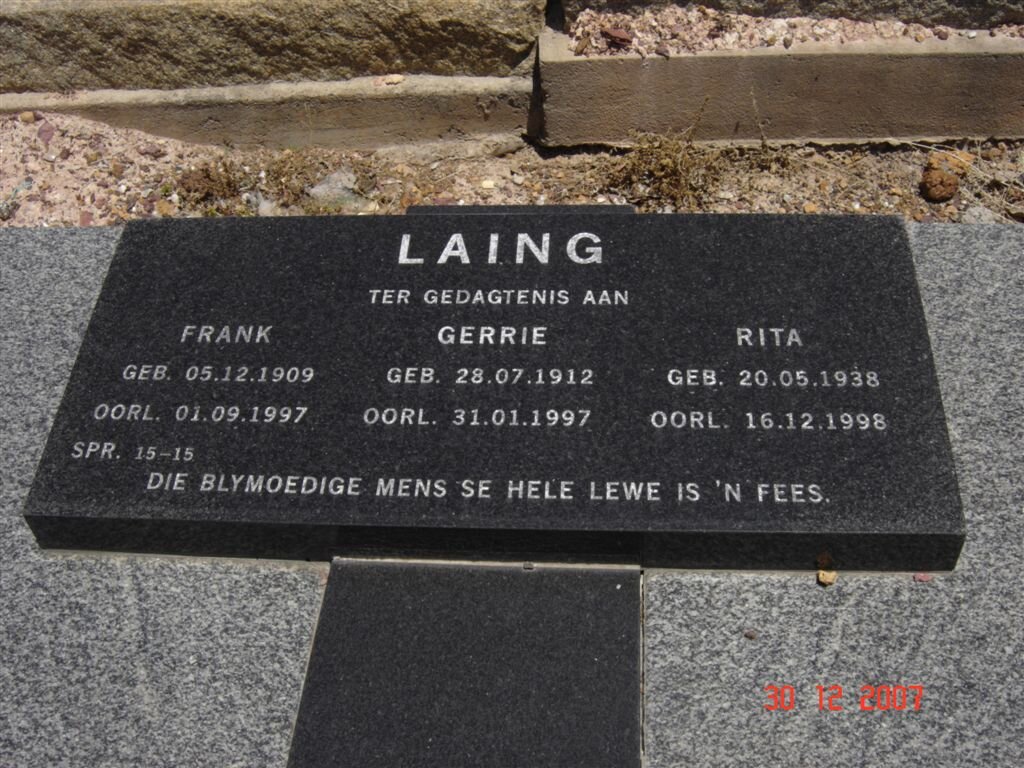 LAING
TER GEDAGTENIS AAN
FRANK GERRIE RITA
GEB. 05.12.1909 GEB. 28.07.1912 GEB. 20.05.1938
OORL. 01.09.1997 OORL. 31.01.1997 OORL. 16.12.1998
SPR. 15-15
DIE BLYMOEDIGE MENS SE HELE LEWE IS 'N FEES.
30 12 2007